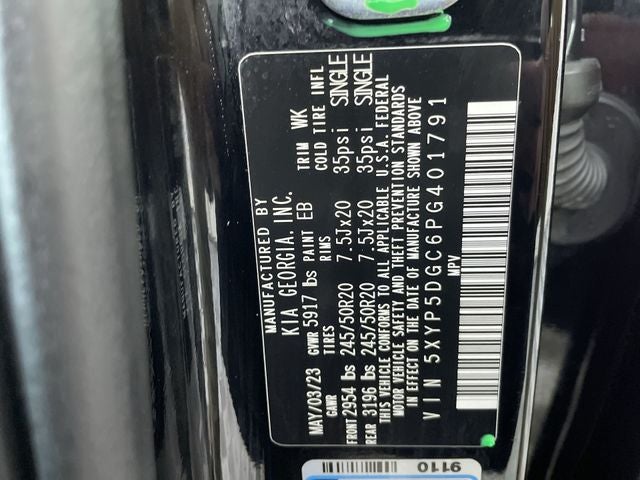 MANUFACTURED BY
KIA GEORGIA, INC.
MAY/03/23 GVWR 5917 lbs PAINT EB TRIM WK
GAWR TIRES RIMS COLD TIRE INFL
FRONT 2954 lbs 245/50R20 7.5Jx20 35psi SINGLE
REAR 3196 lbs 245/50R20 7.5Jx20 35psi SINGLE
THIS VEHICLE CONFORMS TO ALL APPLICABLE U.S.A. FEDERAL
MOTOR VEHICLE SAFETY AND THEFT PREVENTION STANDARDS
IN EFFECT ON THE DATE OF MANUFACTURE SHOWN ABOVE
VIN 5XYP5DGC6PG401791
MPV
9110